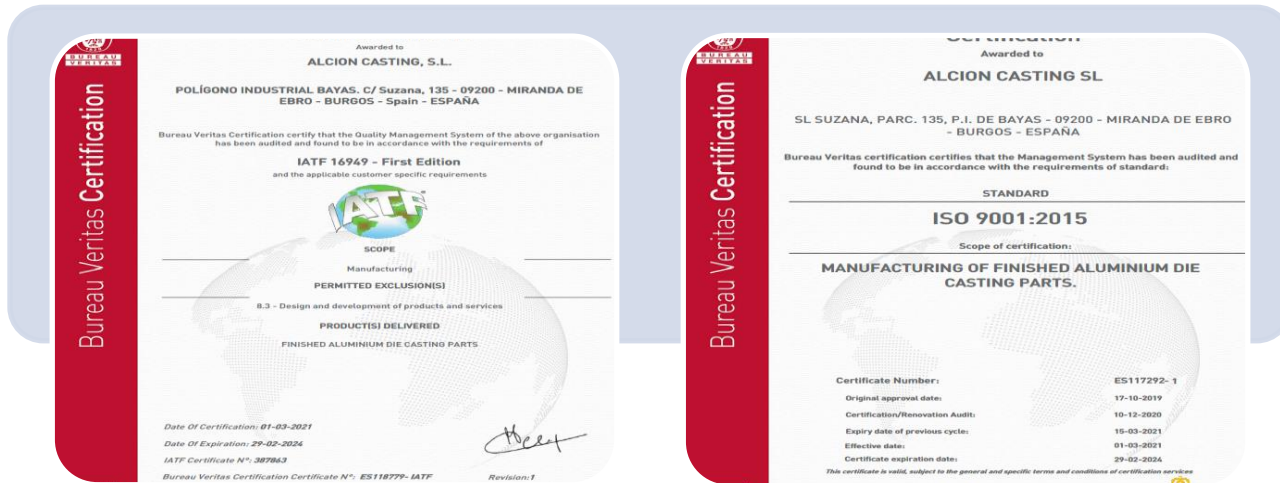 BUREAU
VERITAS
Bureau Veritas Certification
Awarded to
ALCION CASTING, S.L.
POLÍGONO INDUSTRIAL BAYAS. C/ Suzana, 135 - 09200 - MIRANDA DE
EBRO - BURGOS - Spain - ESPAÑA
Bureau Veritas Certification certify that the Quality Management System of the above organisation
has been audited and found to be in accordance with the requirements of
IATF 16949 - First Edition
and the applicable customer specific requirements
IATF
SCOPE
Manufacturing
PERMITTED EXCLUSION(S)
8.3 - Design and development of products and services
PRODUCT(S) DELIVERED
FINISHED ALUMINIUM DIE CASTING PARTS
Date Of Certification: 01-03-2021
Date Of Expiration: 29-02-2024
IATF Certificate Nº: 387863
Bureau Veritas Certification Certificate Nº: ES118779- IATF Revision:1
BUREAU
VERITAS
Bureau Veritas Certification
Certification
Awarded to
ALCION CASTING SL
SL SUZANA, PARC. 135, P.I. DE BAYAS - 09200 - MIRANDA DE EBRO
- BURGOS - ESPAÑA
Bureau Veritas certification certifies that the Management System has been audited and
found to be in accordance with the requirements of standard:
STANDARD
ISO 9001:2015
Scope of certification:
MANUFACTURING OF FINISHED ALUMINIUM DIE
CASTING PARTS.
Certificate Number: ES117292- 1
Original approval date: 17-10-2019
Certification/Renovation Audit: 10-12-2020
Expiry date of previous cycle: 15-03-2021
Effective date: 01-03-2021
Certificate expiration date: 29-02-2024
This certificate is valid, subject to the general and specific terms and conditions of certification services